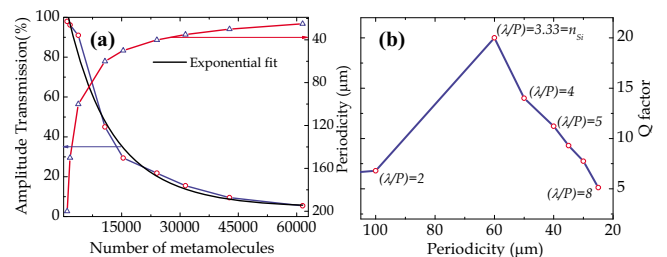 (a)
Exponential fit
Amplitude Transmission(%)
100
80
60
40
20
0
15000
30000
45000
60000
Number of metamolecules
40
80
120
160
200
Periodicity (μm)
(b)
(λ/P)=3.33=n_Si
(λ/P)=4
(λ/P)=5
(λ/P)=2
(λ/P)=8
20
15
10
5
Q factor
100
80
60
40
20
Periodicity (μm)